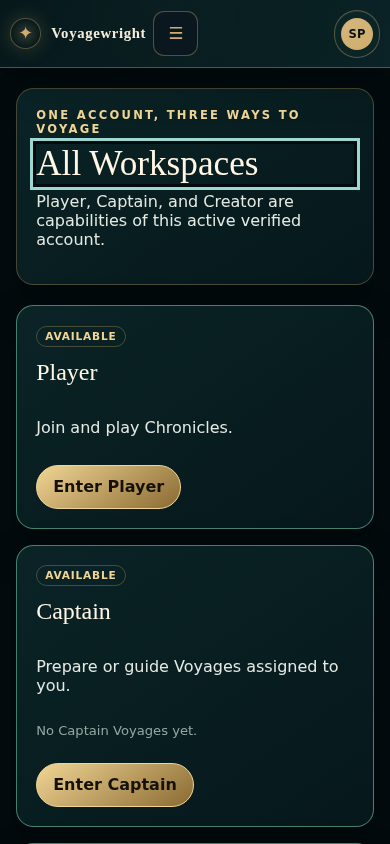 Voyagewright
SP
ONE ACCOUNT, THREE WAYS TO
VOYAGE
All Workspaces
Player, Captain, and Creator are
capabilities of this active verified
account.
AVAILABLE
Player
Join and play Chronicles.
Enter Player
AVAILABLE
Captain
Prepare or guide Voyages assigned to
you.
No Captain Voyages yet.
Enter Captain